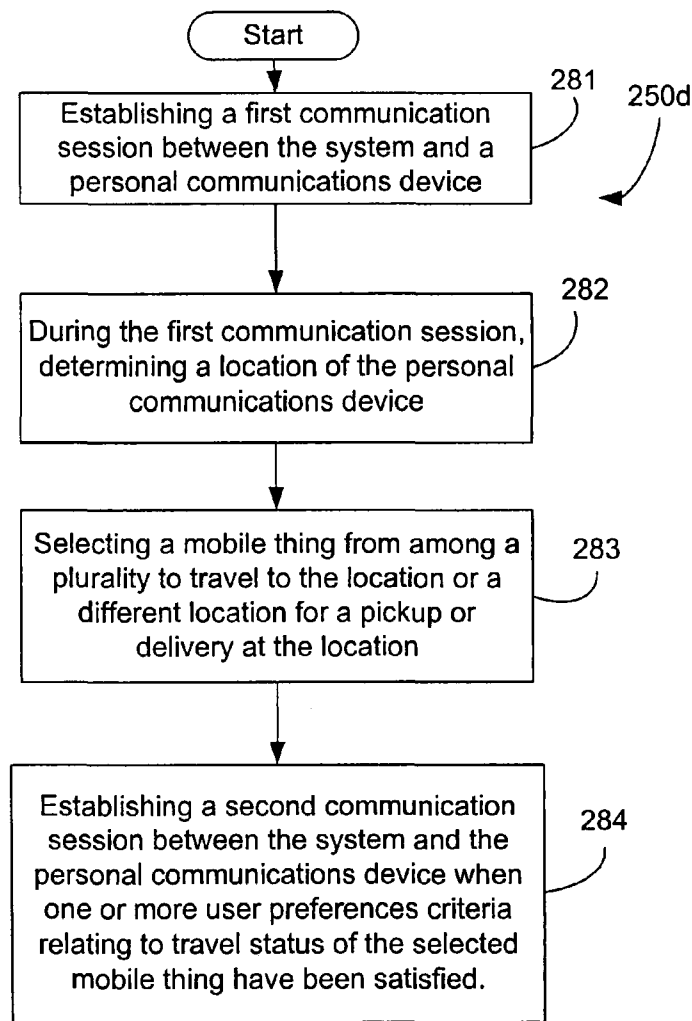 Start
281
250d
Establishing a first communication
session between the system and a
personal communications device
282
During the first communication session,
determining a location of the personal
communications device
283
Selecting a mobile thing from among a
plurality to travel to the location or a
different location for a pickup or
delivery at the location
284
Establishing a second communication
session between the system and the
personal communications device when
one or more user preferences criteria
relating to travel status of the selected
mobile thing have been satisfied.